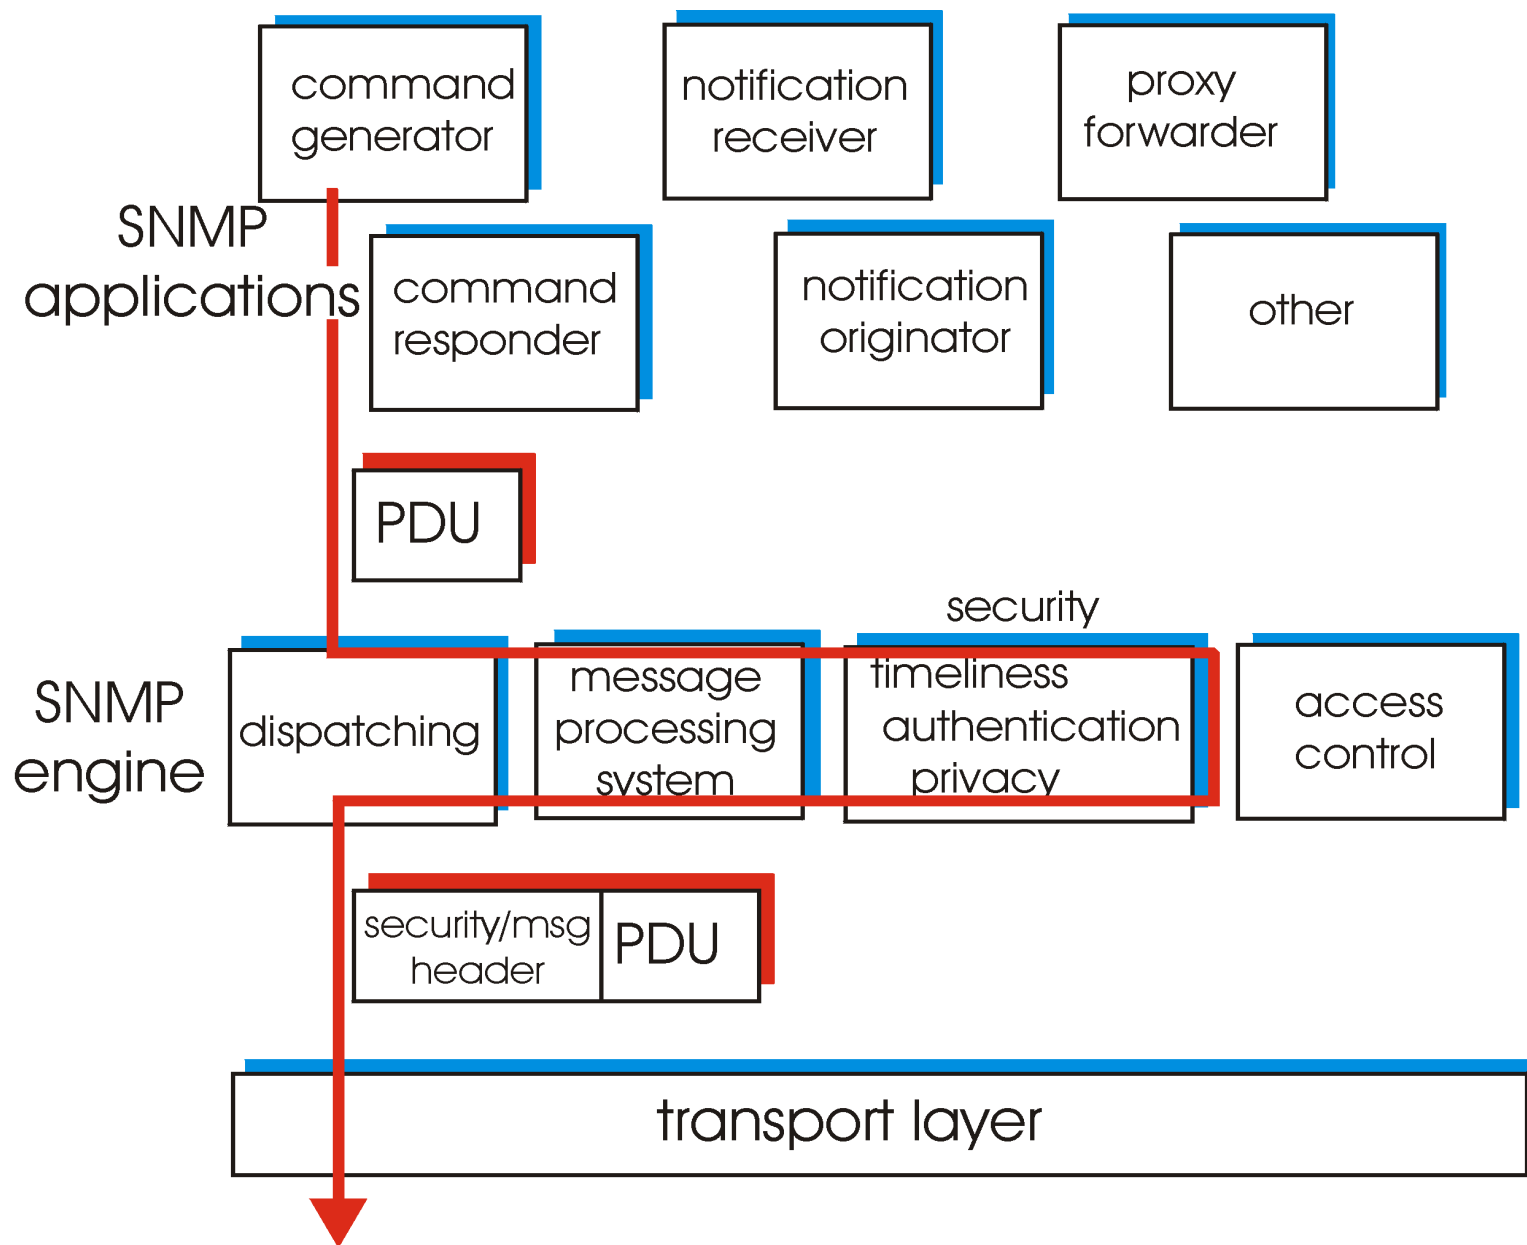 command
generator
notification
receiver
proxy
forwarder
SNMP
applications
command
responder
notification
originator
other
PDU
security
SNMP
engine
dispatching
message
processing
system
timeliness
authentication
privacy
access
control
security/msg
header
PDU
transport layer